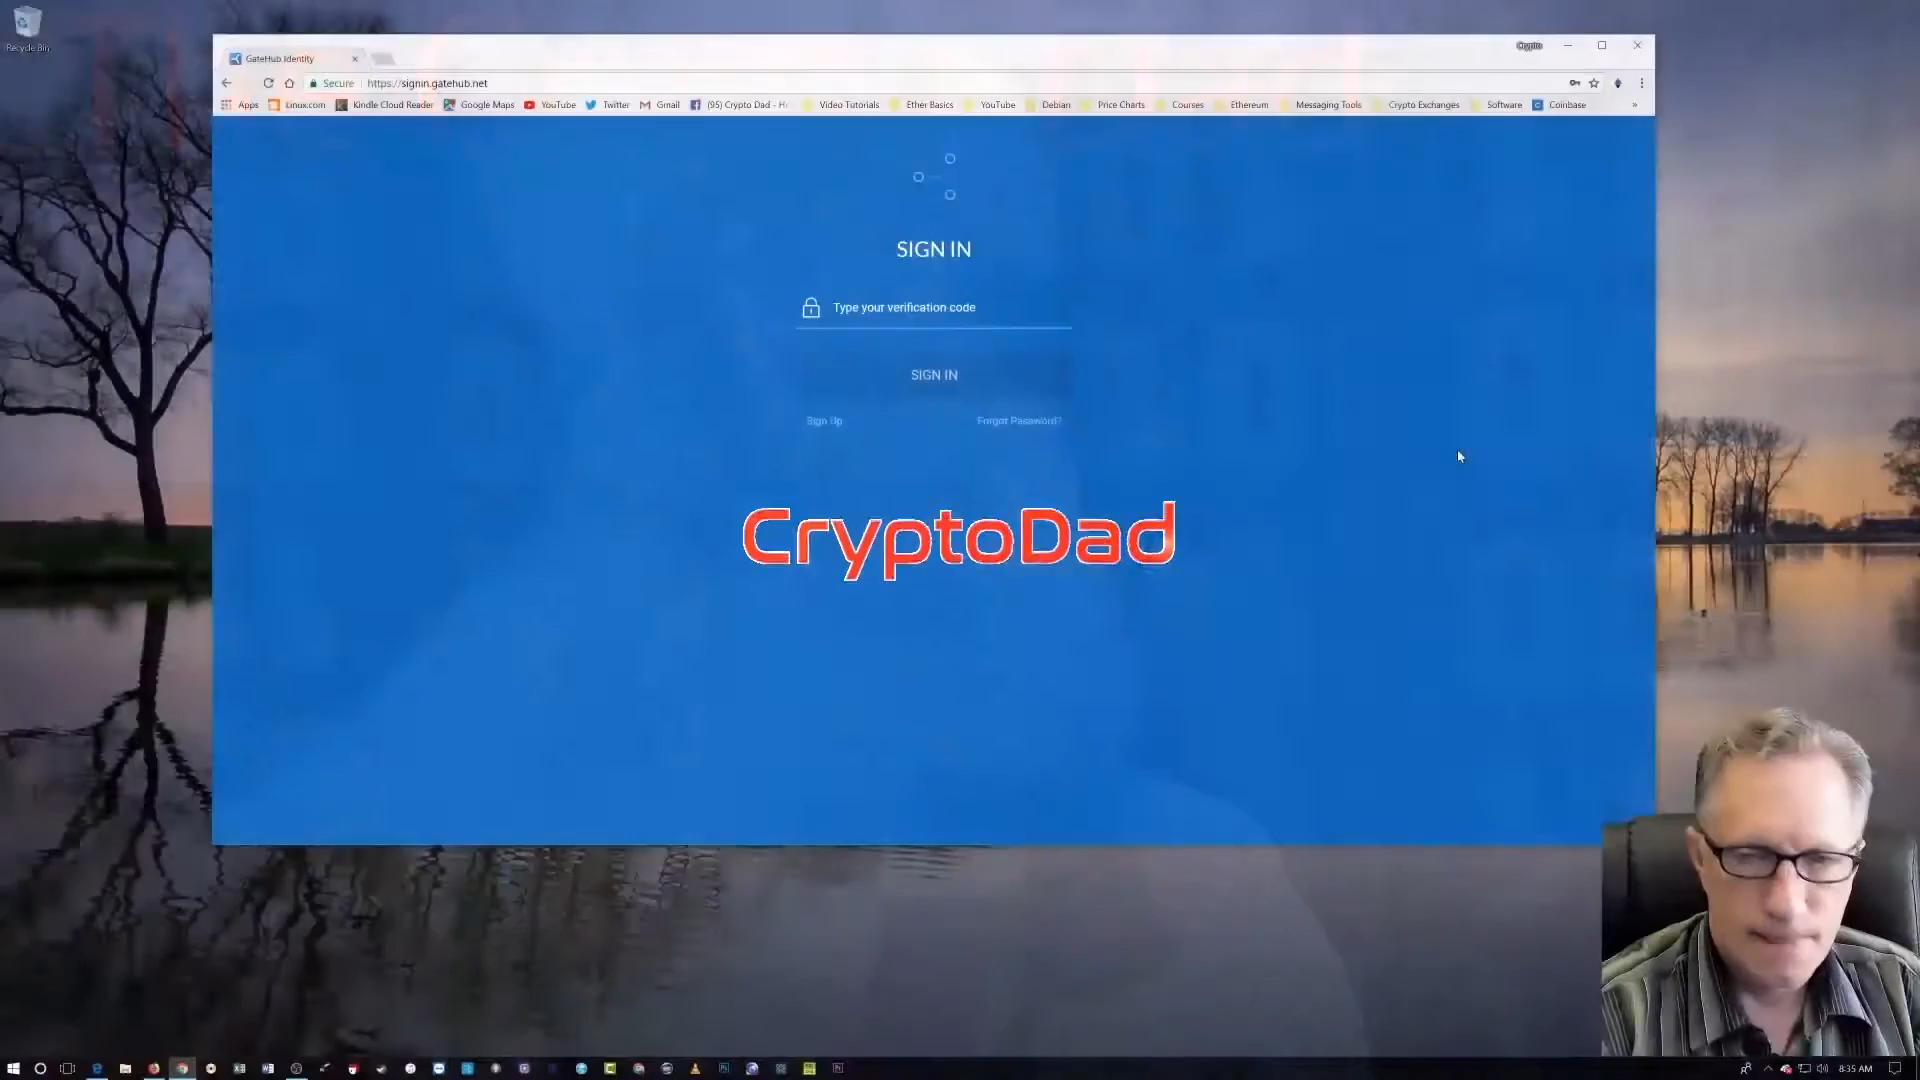 Recycle Bin
GateHub Identity
Crypto
Secure https://signin.gatehub.net
Apps Linux.com Kindle Cloud Reader Google Maps YouTube Twitter Gmail (95) Crypto Dad - H Video Tutorials Ether Basics YouTube Debian Price Charts Courses Ethereum Messaging Tools Crypto Exchanges Software Coinbase »
SIGN IN
Type your verification code
SIGN IN
Sign Up Forgot Password?
CryptoDad
8:35 AM